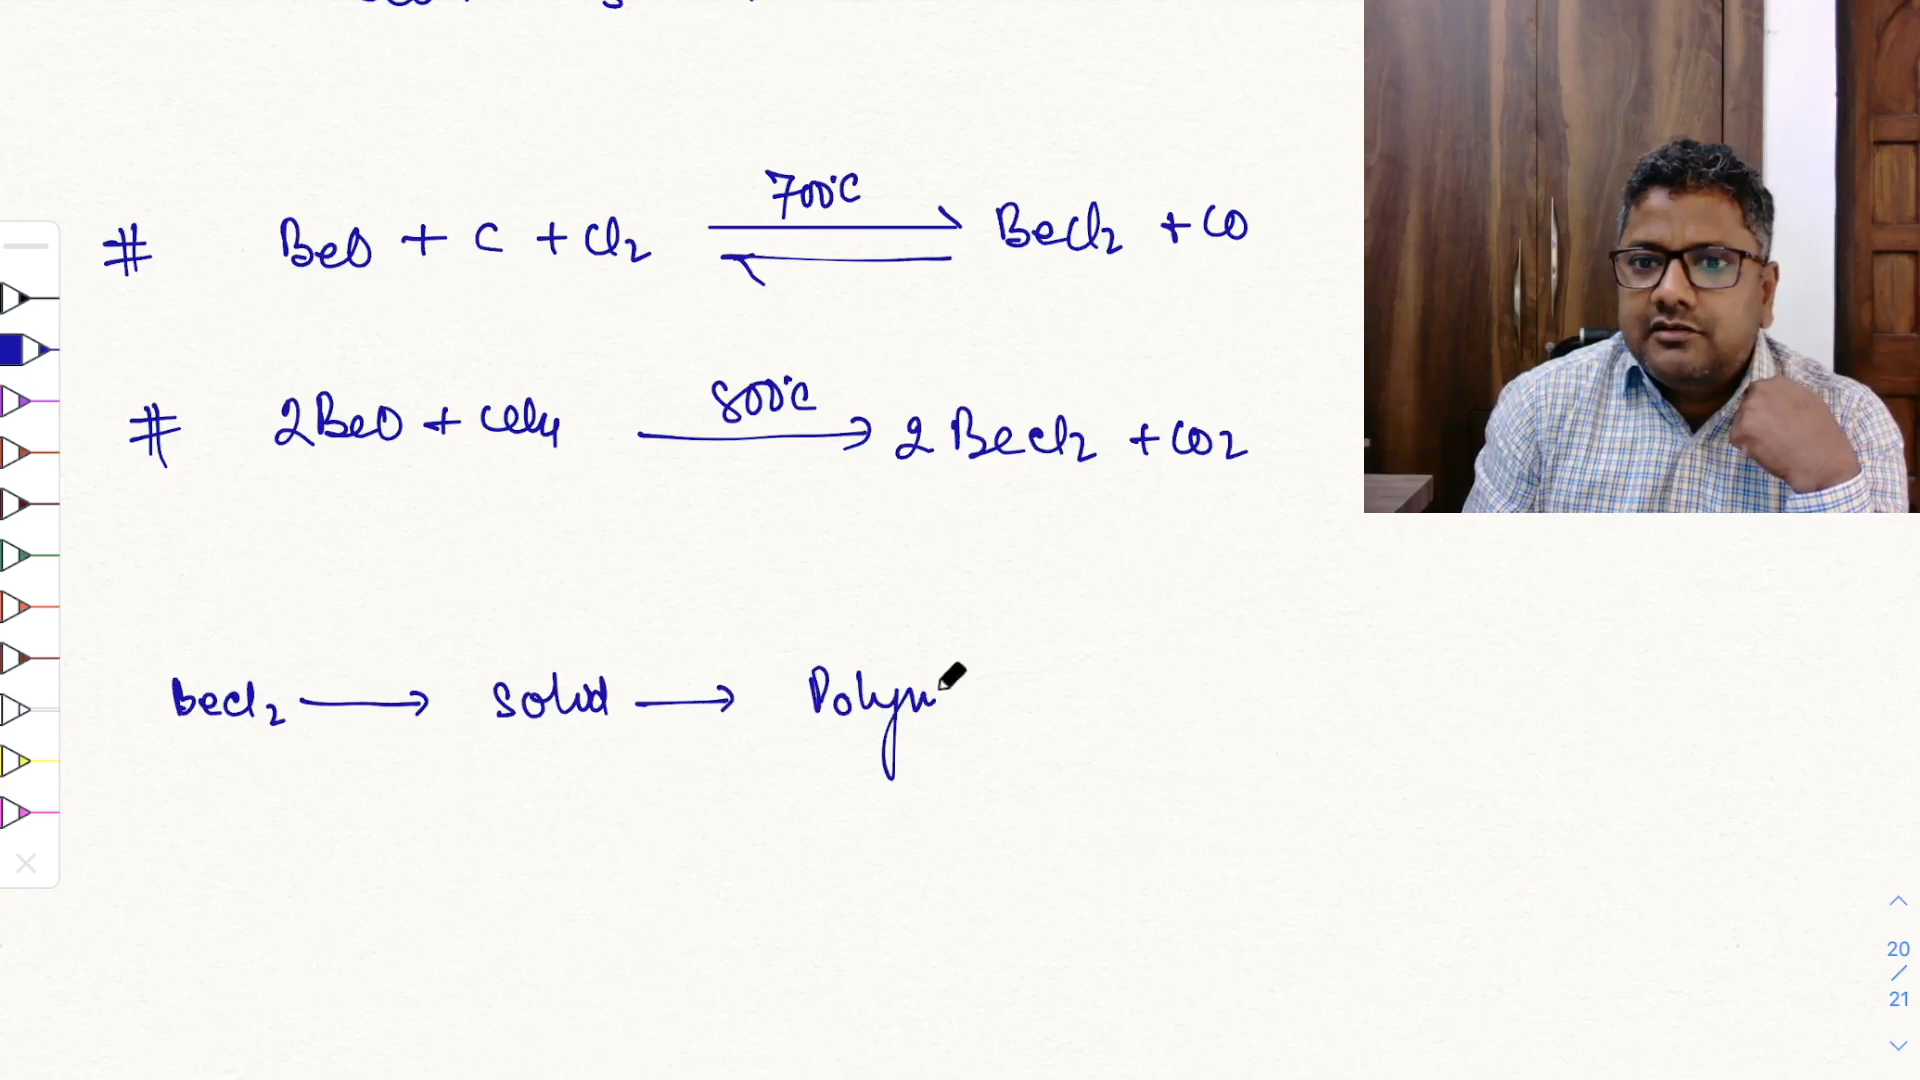 # BeO + C + Cl2 ⇌ 700°C BeCl2 + CO
# 2BeO + CCl4 → 800°C 2BeCl2 + CO2
BeCl2 → Solid → Polym
20
/
21